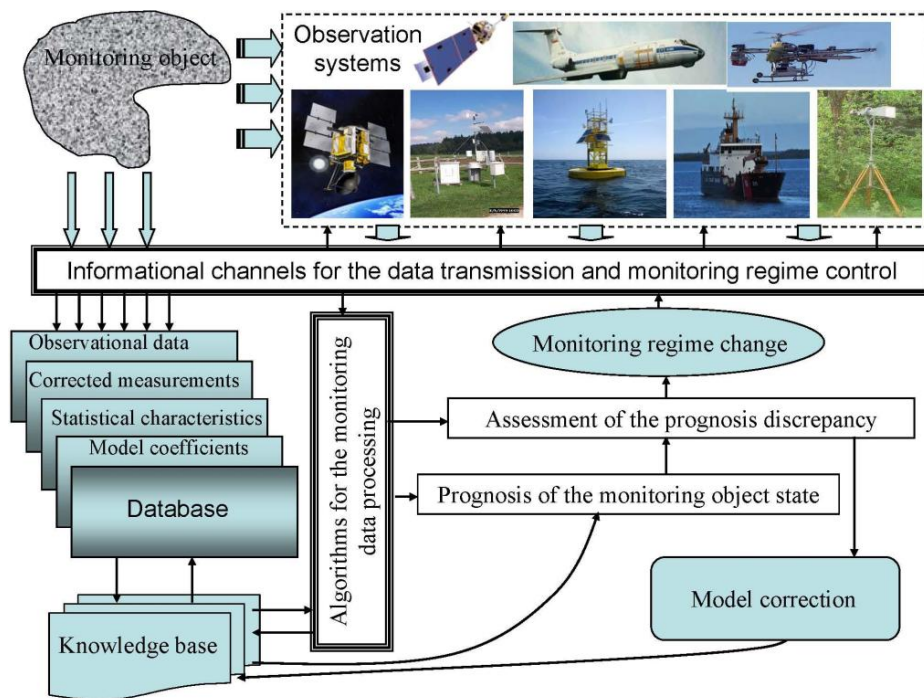 Monitoring object
Observation
systems
Informational channels for the data transmission and monitoring regime control
Observational data
Corrected measurements
Statistical characteristics
Model coefficients
Database
Knowledge base
Algorithms for the monitoring
data processing
Monitoring regime change
Assessment of the prognosis discrepancy
Prognosis of the monitoring object state
Model correction